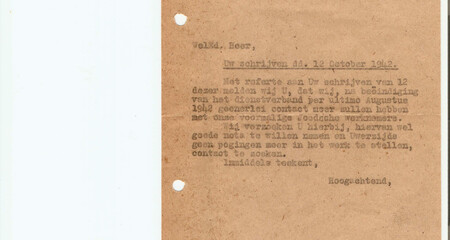 WelEd. Heer,
Uw schrijven dd. 12 October 1942.
Met referte aan Uw schrijven van 12
dezer melden wij U, dat wij, na beëindiging
van het dienstverband per ultimo Augustus
1942 geenerlei contact meer zullen hebben
met onze voormalige Joodsche werknemers.
Wij verzoeken U hierbij, hiervan wel
goede nota te willen nemen en Uwerzijds
geen pogingen meer in het werk te stellen,
contact te zoeken.
Inmiddels teekent,
Hoogachtend,